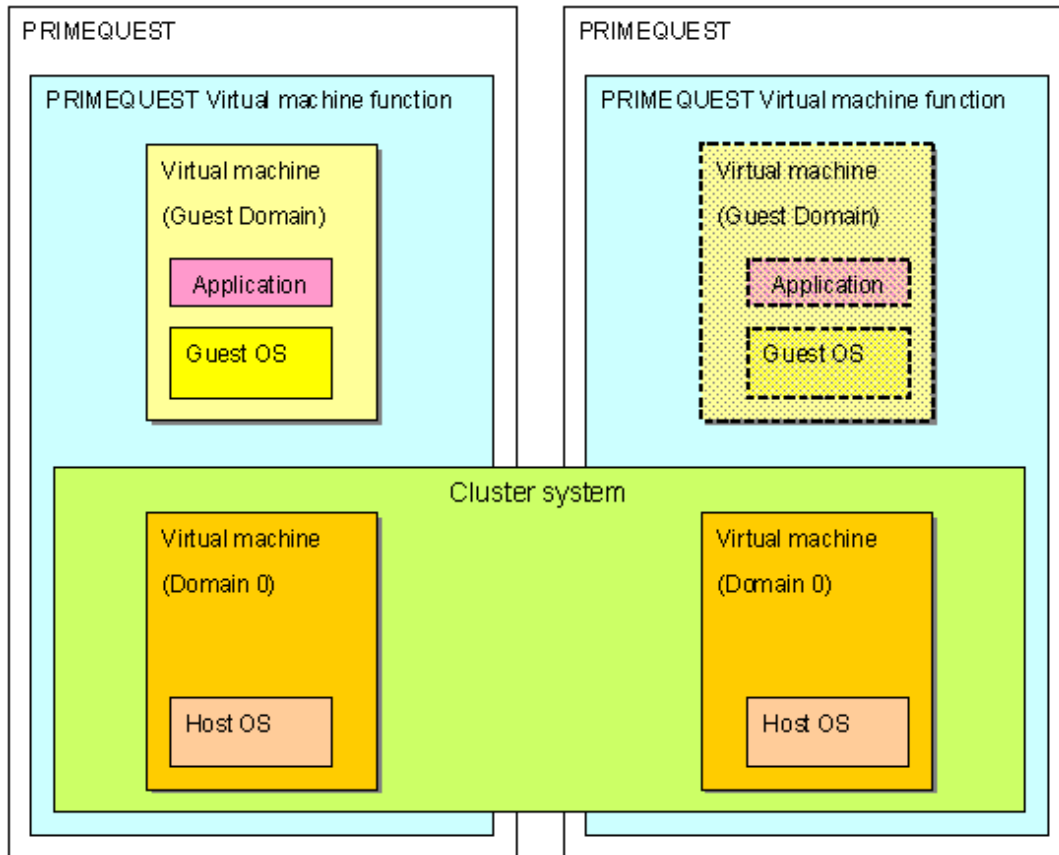 PRIMEQUEST
PRIMEQUEST Virtual machine function
Virtual machine
(Guest Domain)
Application
Guest OS
PRIMEQUEST
PRIMEQUEST Virtual machine function
Virtual machine
(Guest Domain)
Application
Guest OS
Cluster system
Virtual machine
(Domain 0)
Host OS
Virtual machine
(Domain 0)
Host OS